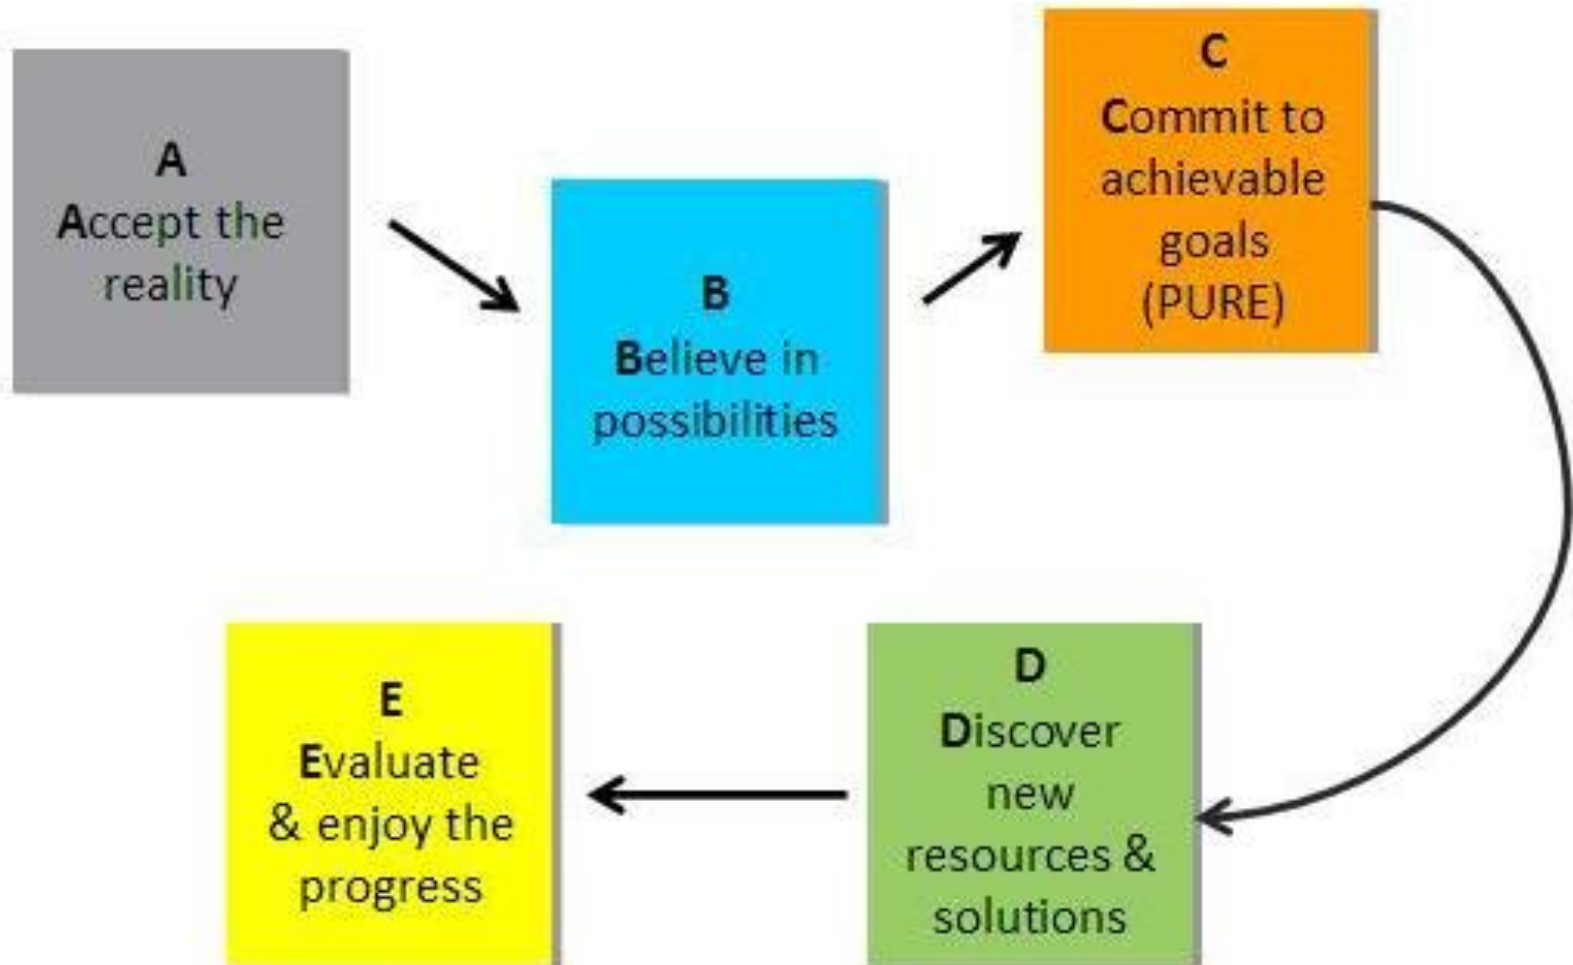 A
Accept the
reality
B
Believe in
possibilities
C
Commit to
achievable
goals
(PURE)
D
Discover
new
resources &
solutions
E
Evaluate
& enjoy the
progress